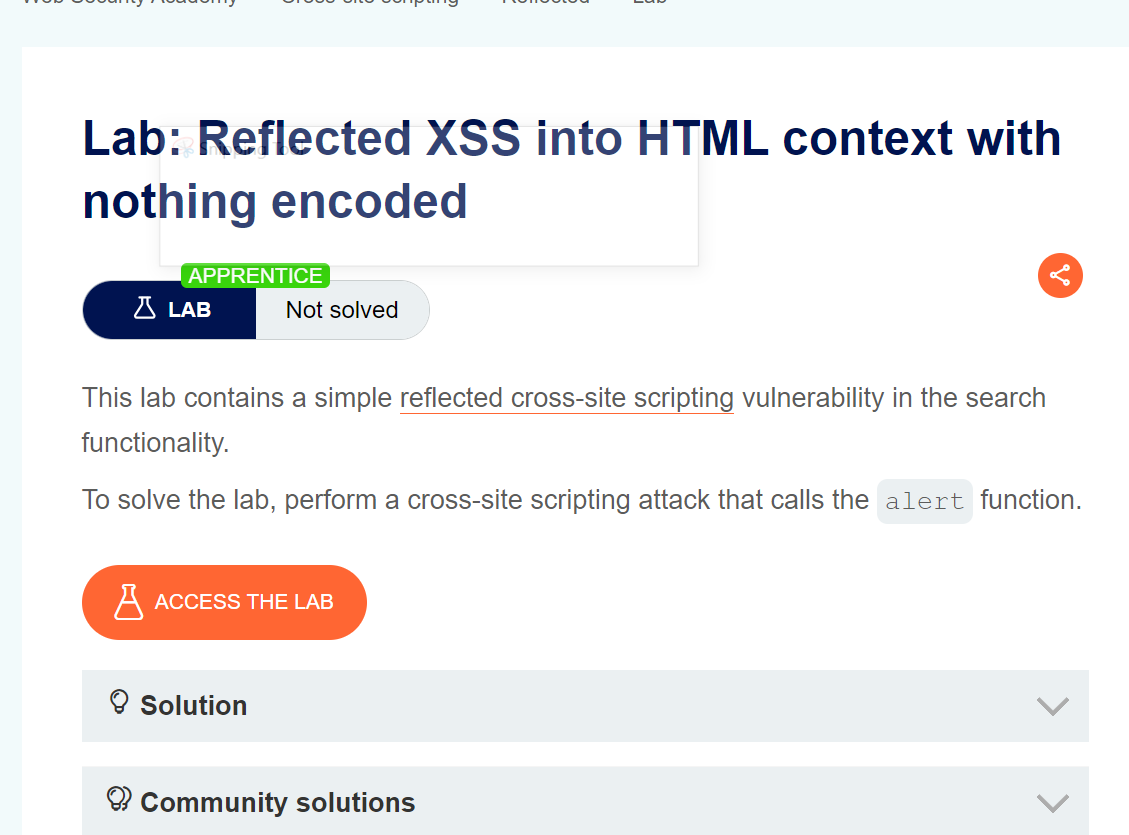 Web Security Academy Cross-site scripting Reflected Lab
Lab: Reflected XSS into HTML context with
Snipping Tool
nothing encoded
APPRENTICE
LAB Not solved
This lab contains a simple reflected cross-site scripting vulnerability in the search
functionality.
To solve the lab, perform a cross-site scripting attack that calls the alert function.
ACCESS THE LAB
Solution
Community solutions